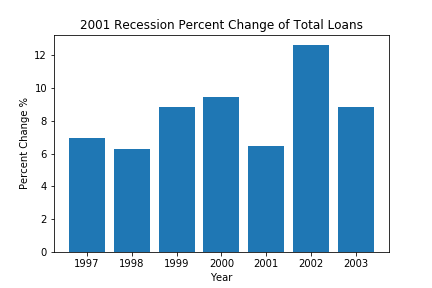 2001 Recession Percent Change of Total Loans
Percent Change %
12
10
8
6
4
2
0
1997 1998 1999 2000 2001 2002 2003
Year